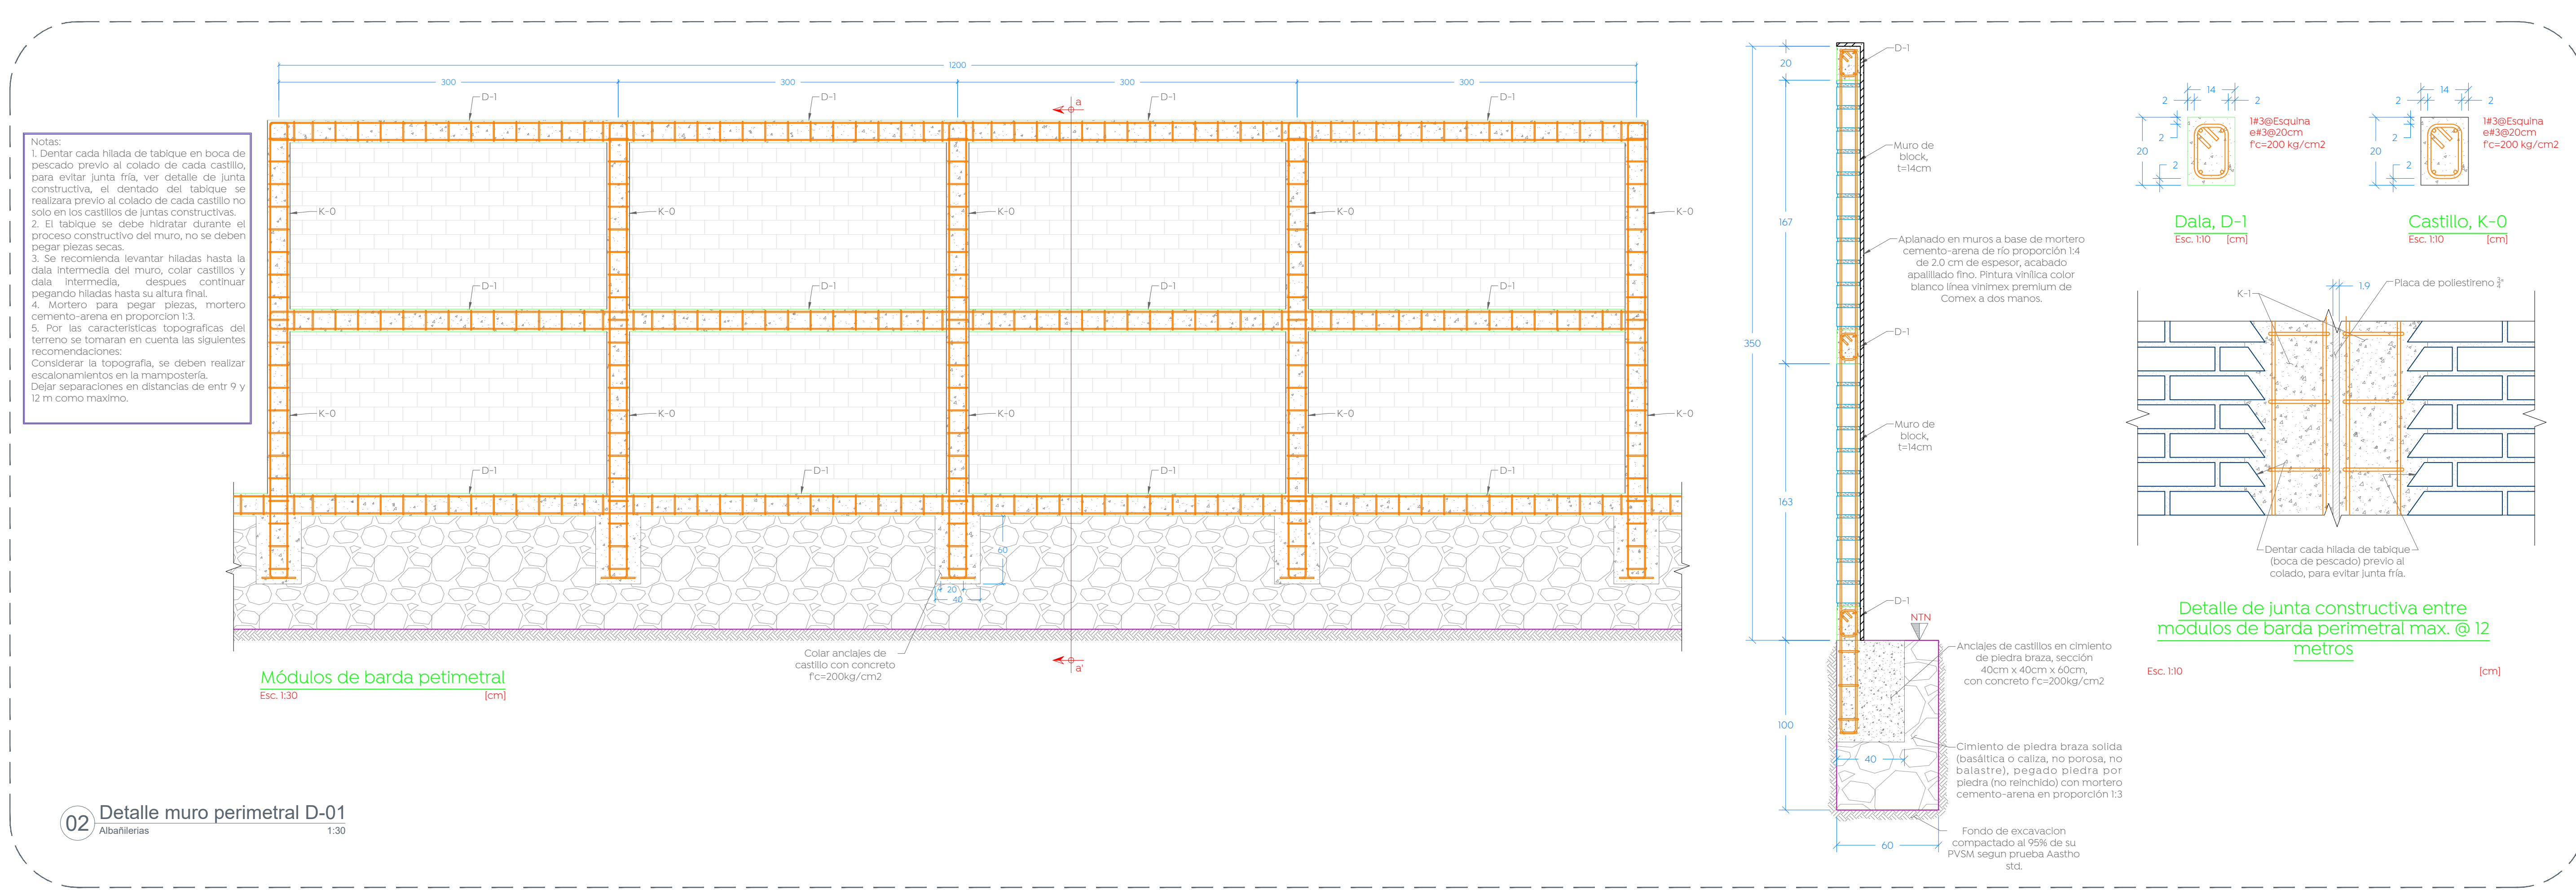 Notas:
1. Dentar cada hilada de tabique en boca de
pescado previo al colado de cada castillo,
para evitar junta fría, ver detalle de junta
constructiva, el dentado del tabique se
realizara previo al colado de cada castillo no
solo en los castillos de juntas constructivas.
2. El tabique se debe hidratar durante el
proceso constructivo del muro, no se deben
pegar piezas secas.
3. Se recomienda levantar hiladas hasta la
dala intermedia del muro, colar castillos y
dala intermedia, despues continuar
pegando hiladas hasta su altura final.
4. Mortero para pegar piezas, mortero
cemento-arena en proporcion 1:3.
5. Por las caracteristicas topograficas del
terreno se tomaran en cuenta las siguientes
recomendaciones:
Considerar la topografia, se deben realizar
escalonamientos en la mampostería.
Dejar separaciones en distancias de entr 9 y
12 m como maximo.
1200
300
300
300
300
D-1
D-1
D-1
D-1
a
K-0
K-0
K-0
K-0
K-0
D-1
D-1
D-1
D-1
K-0
K-0
K-0
K-0
K-0
D-1
D-1
D-1
D-1
60
20
40
a'
Colar anclajes de
castillo con concreto
f'c=200kg/cm2
Módulos de barda petimetral
Esc. 1:30 [cm]
02
Detalle muro perimetral D-01
Albañilerias 1:30
350
20
167
163
100
D-1
Muro de
block,
t=14cm
Aplanado en muros a base de mortero
cemento-arena de río proporción 1:4
de 2.0 cm de espesor, acabado
apalillado fino. Pintura vinílica color
blanco línea vinimex premium de
Comex a dos manos.
D-1
Muro de
block,
t=14cm
D-1
NTN
Anclajes de castillos en cimiento
de piedra braza, sección
40cm x 40cm x 60cm,
con concreto f'c=200kg/cm2
40
Cimiento de piedra braza solida
(basáltica o caliza, no porosa, no
balastre), pegado piedra por
piedra (no reinchido) con mortero
cemento-arena en proporción 1:3
Fondo de excavacion
compactado al 95% de su
PVSM segun prueba Aastho
std.
60
14
2
2
2
20
2
1#3@Esquina
e#3@20cm
f'c=200 kg/cm2
Dala, D-1
Esc. 1:10 [cm]
14
2
2
2
20
2
1#3@Esquina
e#3@20cm
f'c=200 kg/cm2
Castillo, K-0
Esc. 1:10 [cm]
K-1
1.9
Placa de poliestireno ¾"
Dentar cada hilada de tabique
(boca de pescado) previo al
colado, para evitar junta fría.
Detalle de junta constructiva entre
modulos de barda perimetral max. @ 12
metros
Esc. 1:10 [cm]